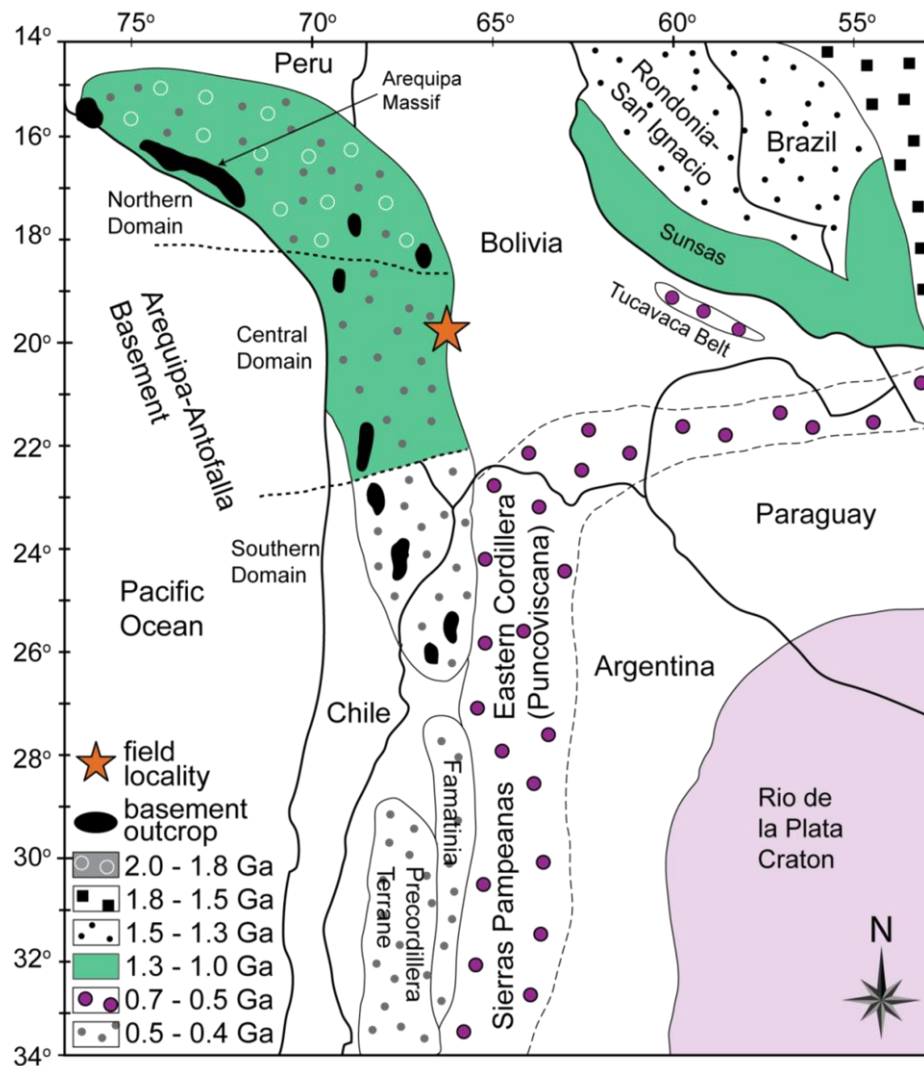 75°
70°
65°
60°
55°
14°
16°
18°
20°
22°
24°
26°
28°
30°
32°
34°
Peru
Arequipa
Massif
Northern
Domain
Arequipa-Antofalla
Basement
Central
Domain
Southern
Domain
Pacific
Ocean
Bolivia
Rondonia-
San Ignacio
Brazil
Sunsas
Tucavaca Belt
Paraguay
Eastern Cordillera
(Puncoviscana)
Argentina
Chile
Famatinia
Precordillera
Terrane
Sierras Pampeanas
Rio de
la Plata
Craton
N
field
locality
basement
outcrop
2.0 - 1.8 Ga
1.8 - 1.5 Ga
1.5 - 1.3 Ga
1.3 - 1.0 Ga
0.7 - 0.5 Ga
0.5 - 0.4 Ga